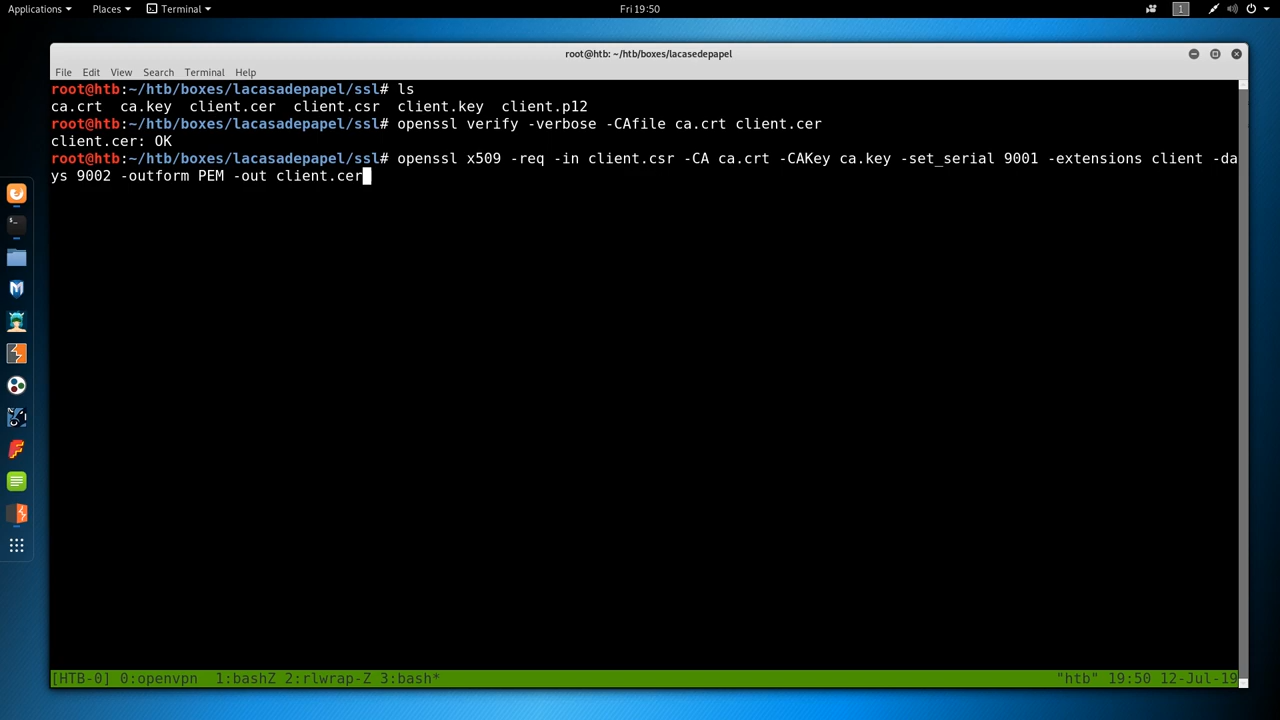 Applications Places Terminal Fri 19:50 1
root@htb: ~/htb/boxes/lacasedepapel
File Edit View Search Terminal Help
root@htb:~/htb/boxes/lacasadepapel/ssl# ls
ca.crt ca.key client.cer client.csr client.key client.p12
root@htb:~/htb/boxes/lacasadepapel/ssl# openssl verify -verbose -CAfile ca.crt client.cer
client.cer: OK
root@htb:~/htb/boxes/lacasadepapel/ssl# openssl x509 -req -in client.csr -CA ca.crt -CAKey ca.key -set_serial 9001 -extensions client -da
ys 9002 -outform PEM -out client.cer
[HTB-0] 0:openvpn 1:bashZ 2:rlwrap-Z 3:bash* "htb" 19:50 12-Jul-19